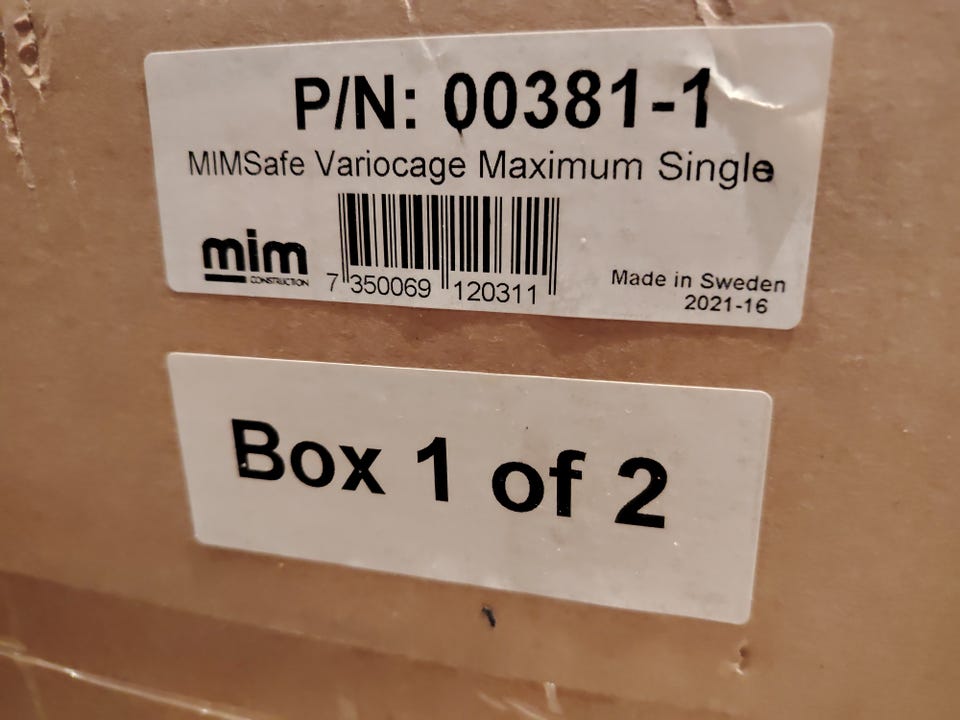 P/N: 00381-1
MIMSafe Variocage Maximum Single
mim
CONSTRUCTION
7 350069 120311
Made in Sweden
2021-16
Box 1 of 2